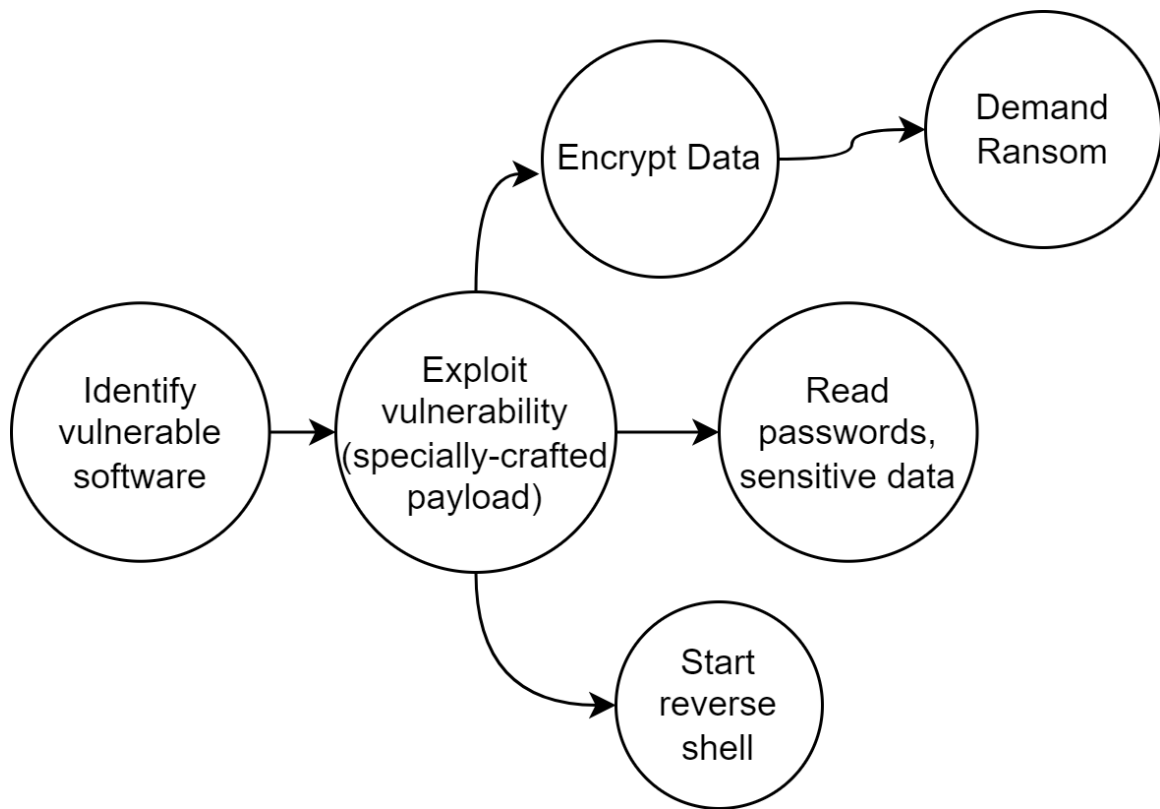 Identify
vulnerable
software
Exploit
vulnerability
(specially-crafted
payload)
Encrypt Data
Demand
Ransom
Read
passwords,
sensitive data
Start
reverse
shell